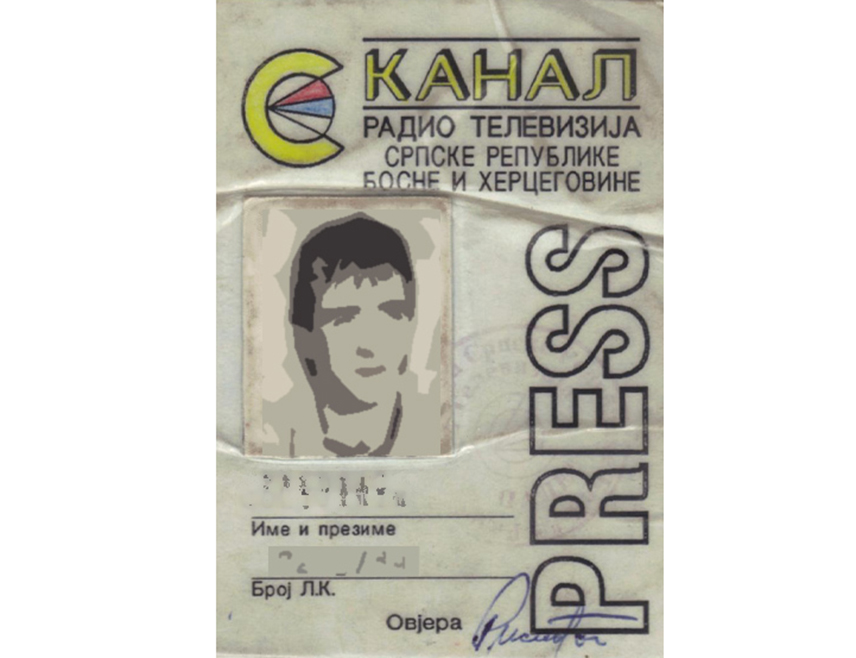 КАНАЛ
РАДИО ТЕЛЕВИЗИЈА
СРПСКЕ РЕПУБЛИКЕ
БОСНЕ И ХЕРЦЕГОВИНЕ
PRESS
Име и презиме
Број Л.К.
Овјера